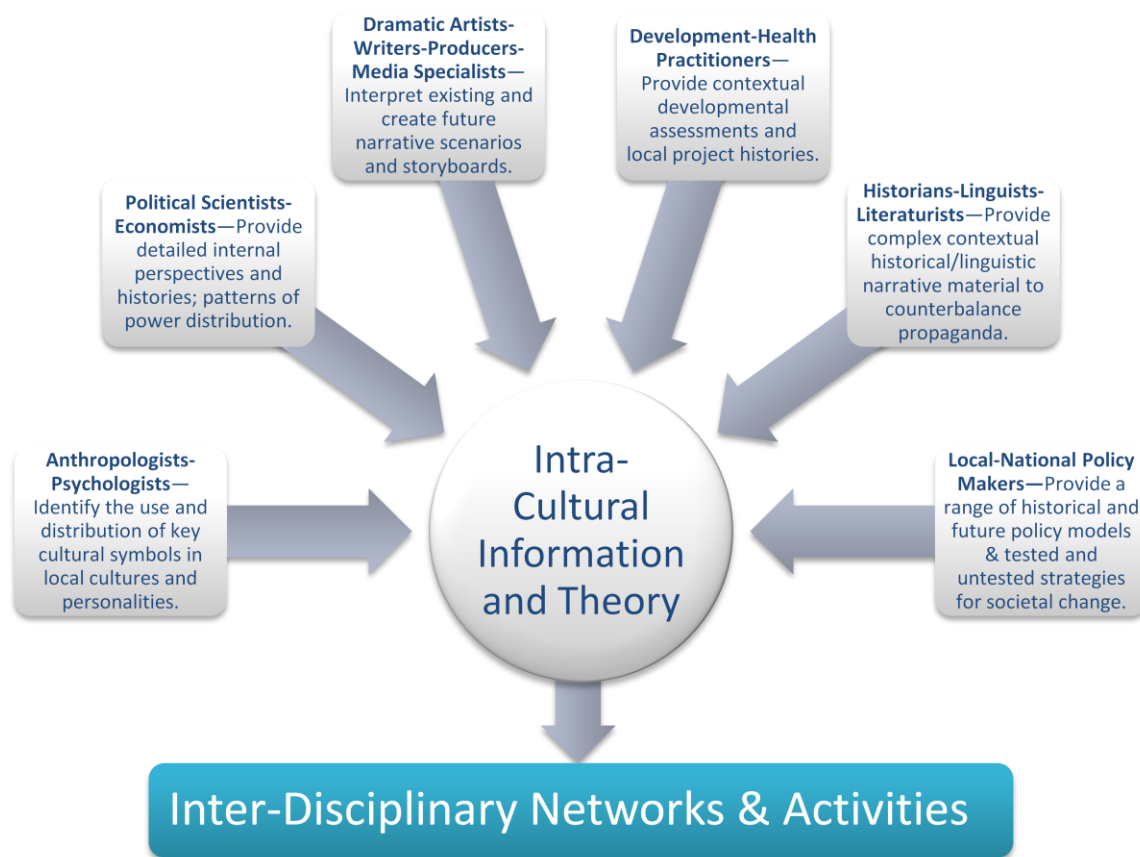 Dramatic Artists-
Writers-Producers-
Media Specialists—
Interpret existing and
create future
narrative scenarios
and storyboards.
Development-Health
Practitioners—
Provide contextual
developmental
assessments and
local project histories.
Political Scientists-
Economists—Provide
detailed internal
perspectives and
histories; patterns of
power distribution.
Historians-Linguists-
Literaturists—Provide
complex contextual
historical/linguistic
narrative material to
counterbalance
propaganda.
Anthropologists-
Psychologists—
Identify the use and
distribution of key
cultural symbols in
local cultures and
personalities.
Intra-
Cultural
Information
and Theory
Local-National Policy
Makers—Provide a
range of historical and
future policy models
& tested and
untested strategies
for societal change.
Inter-Disciplinary Networks & Activities